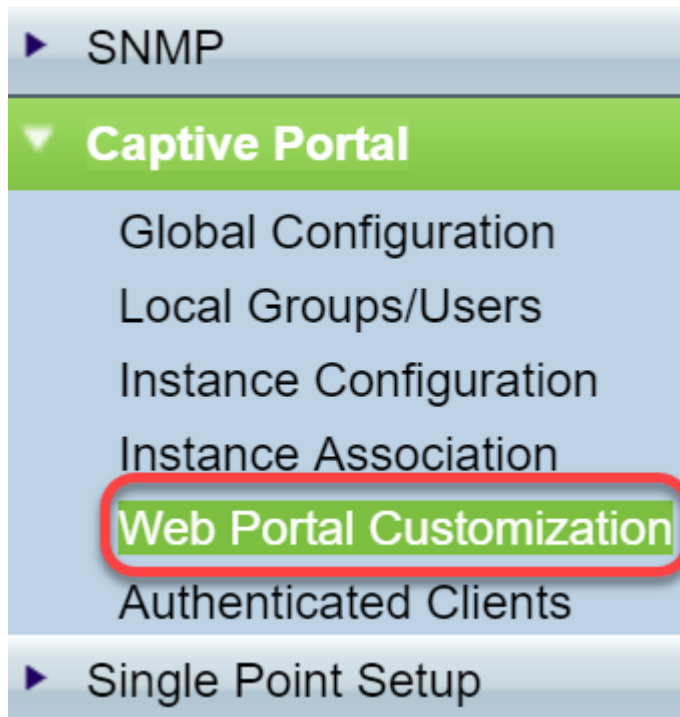 SNMP
Captive Portal
Global Configuration
Local Groups/Users
Instance Configuration
Instance Association
Web Portal Customization
Authenticated Clients
Single Point Setup